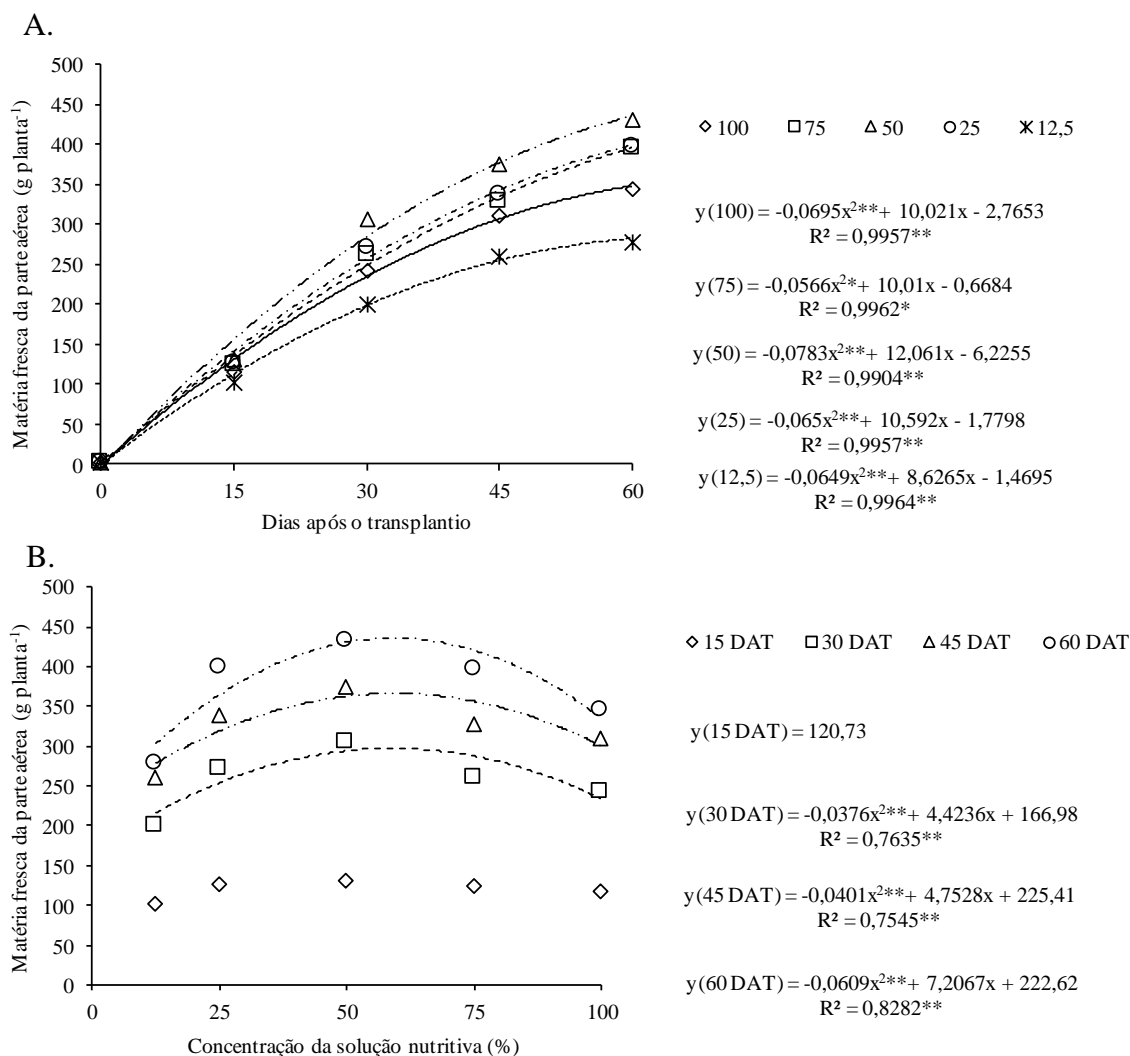 A.
Matéria fresca da parte aérea (g planta⁻¹)
500
450
400
350
300
250
200
150
100
50
0
0 15 30 45 60
Dias após o transplantio
100 75 50 25 12,5
y(100) = -0,0695x²**+ 10,021x - 2,7653
R² = 0,9957**
y(75) = -0,0566x²*+ 10,01x - 0,6684
R² = 0,9962*
y(50) = -0,0783x²**+ 12,061x - 6,2255
R² = 0,9904**
y(25) = -0,065x²**+ 10,592x - 1,7798
R² = 0,9957**
y(12,5) = -0,0649x²**+ 8,6265x - 1,4695
R² = 0,9964**
B.
Matéria fresca da parte aérea (g planta⁻¹)
500
450
400
350
300
250
200
150
100
50
0
0 25 50 75 100
Concentração da solução nutritiva (%)
15 DAT 30 DAT 45 DAT 60 DAT
y(15 DAT) = 120,73
y(30 DAT) = -0,0376x²**+ 4,4236x + 166,98
R² = 0,7635**
y(45 DAT) = -0,0401x²**+ 4,7528x + 225,41
R² = 0,7545**
y(60 DAT) = -0,0609x²**+ 7,2067x + 222,62
R² = 0,8282**